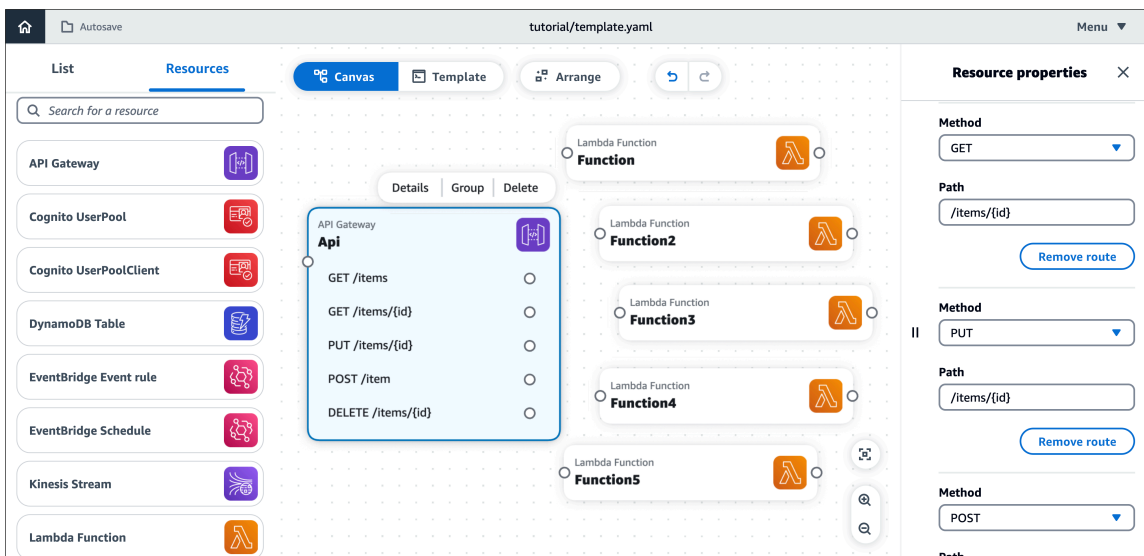 Autosave
tutorial/template.yaml
Menu
List
Resources
Search for a resource
API Gateway
Cognito UserPool
Cognito UserPoolClient
DynamoDB Table
EventBridge Event rule
EventBridge Schedule
Kinesis Stream
Lambda Function
Canvas
Template
Arrange
Details
Group
Delete
API Gateway
Api
GET /items
GET /items/{id}
PUT /items/{id}
POST /item
DELETE /items/{id}
Lambda Function
Function
Lambda Function
Function2
Lambda Function
Function3
Lambda Function
Function4
Lambda Function
Function5
Resource properties
Method
GET
Path
/items/{id}
Remove route
Method
PUT
Path
/items/{id}
Remove route
Method
POST
Path